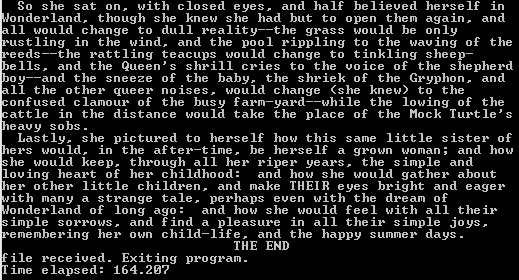 So she sat on, with closed eyes, and half believed herself in
Wonderland, though she knew she had but to open them again, and
all would change to dull reality--the grass would be only
rustling in the wind, and the pool rippling to the waving of the
reeds--the rattling teacups would change to tinkling sheep-
bells, and the Queen's shrill cries to the voice of the shepherd
boy--and the sneeze of the baby, the shriek of the Gryphon, and
all the other queer noises, would change (she knew) to the
confused clamour of the busy farm-yard--while the lowing of the
cattle in the distance would take the place of the Mock Turtle's
heavy sobs.
Lastly, she pictured to herself how this same little sister of
hers would, in the after-time, be herself a grown woman; and how
she would keep, through all her riper years, the simple and
loving heart of her childhood:  and how she would gather about
her other little children, and make THEIR eyes bright and eager
with many a strange tale, perhaps even with the dream of
Wonderland of long ago:  and how she would feel with all their
simple sorrows, and find a pleasure in all their simple joys,
remembering her own child-life, and the happy summer days.
THE END
file received. Exiting program.
Time elapsed: 164.207